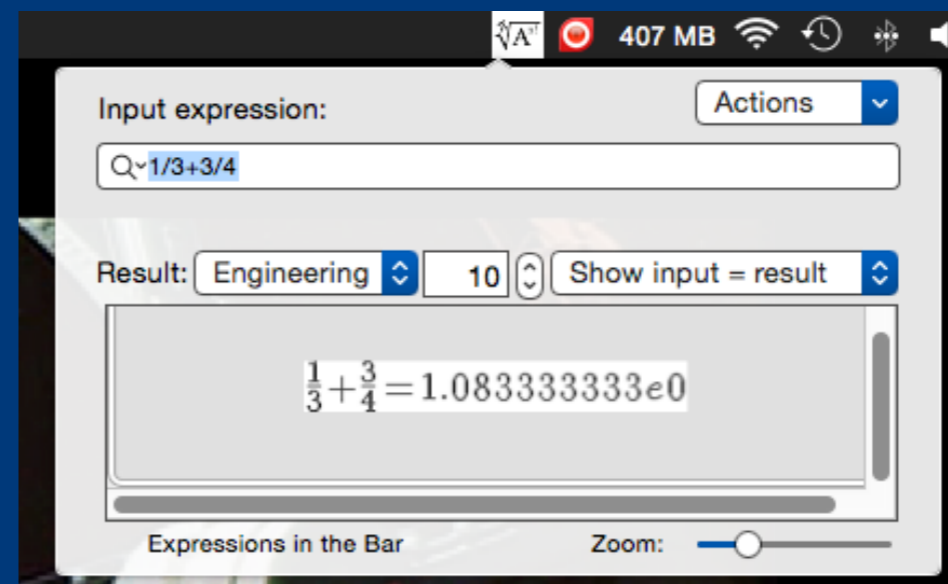 ∜A³! 407 MB
Input expression: Actions
1/3+3/4
Result: Engineering 10 Show input = result
1/3+3/4=1.083333333e0
Expressions in the Bar Zoom: